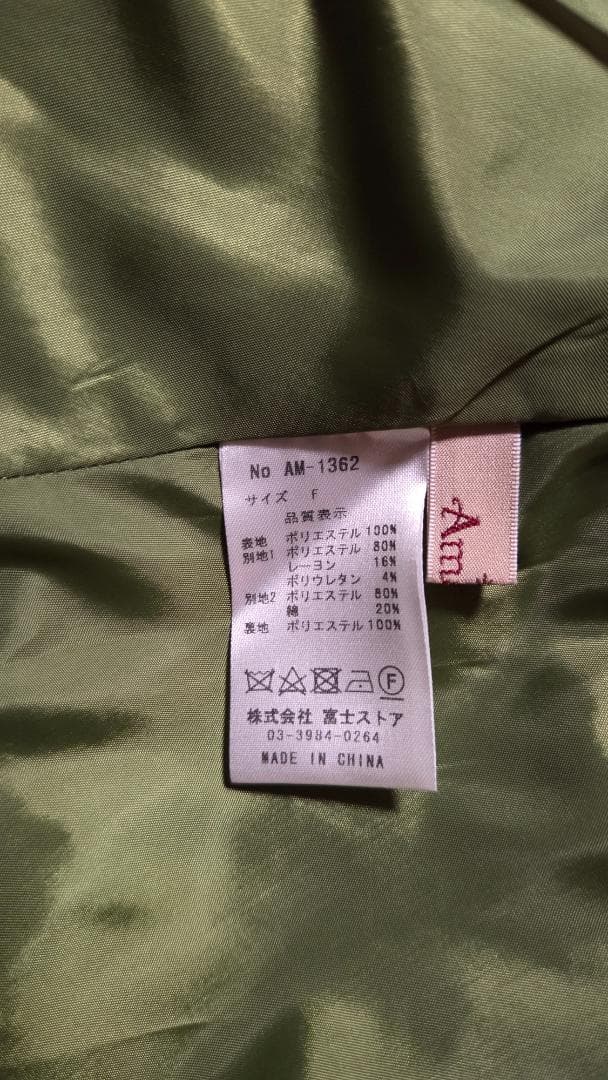 No AM-1362
サイズ F
品質表示
表地 ポリエステル 100%
別地1 ポリエステル 80%
レーヨン 16%
ポリウレタン 4%
別地2 ポリエステル 80%
綿 20%
裏地 ポリエステル 100%
F
株式会社 富士ストア
03-3984-0264
MADE IN CHINA
Am